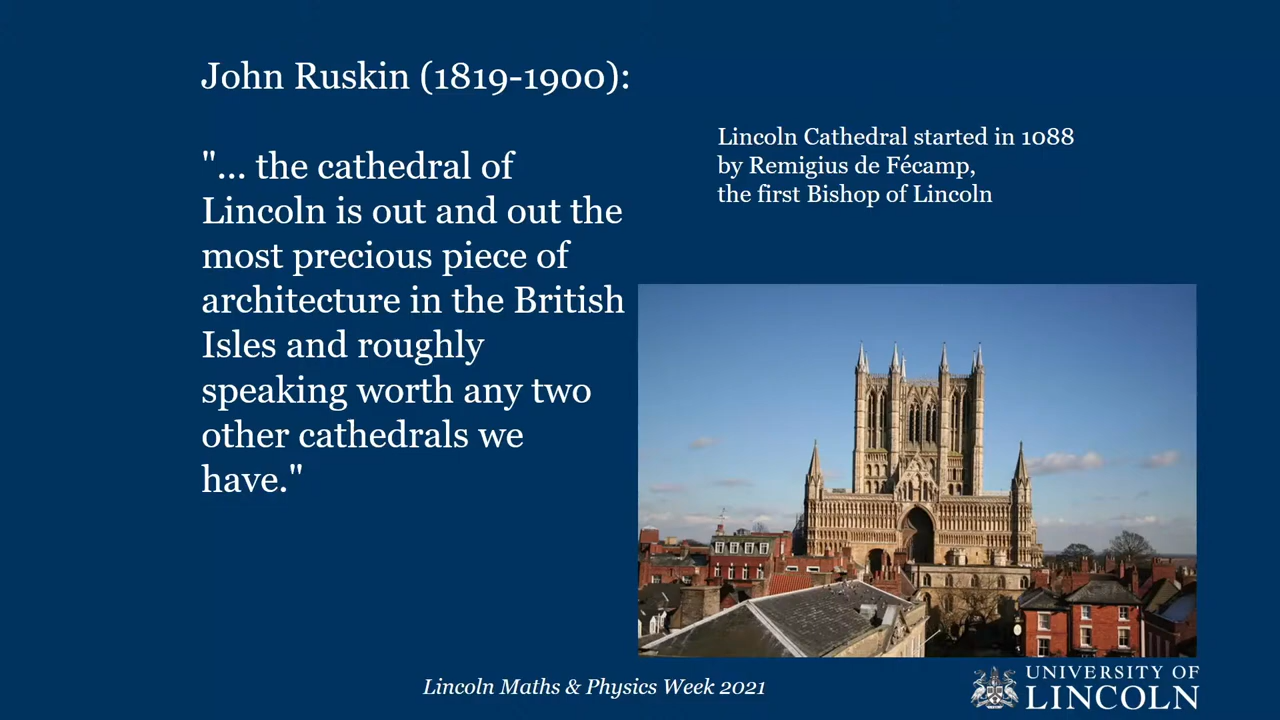 John Ruskin (1819-1900):
"... the cathedral of
Lincoln is out and out the
most precious piece of
architecture in the British
Isles and roughly
speaking worth any two
other cathedrals we
have."
Lincoln Cathedral started in 1088
by Remigius de Fécamp,
the first Bishop of Lincoln
Lincoln Maths & Physics Week 2021
UNIVERSITY OF
LINCOLN